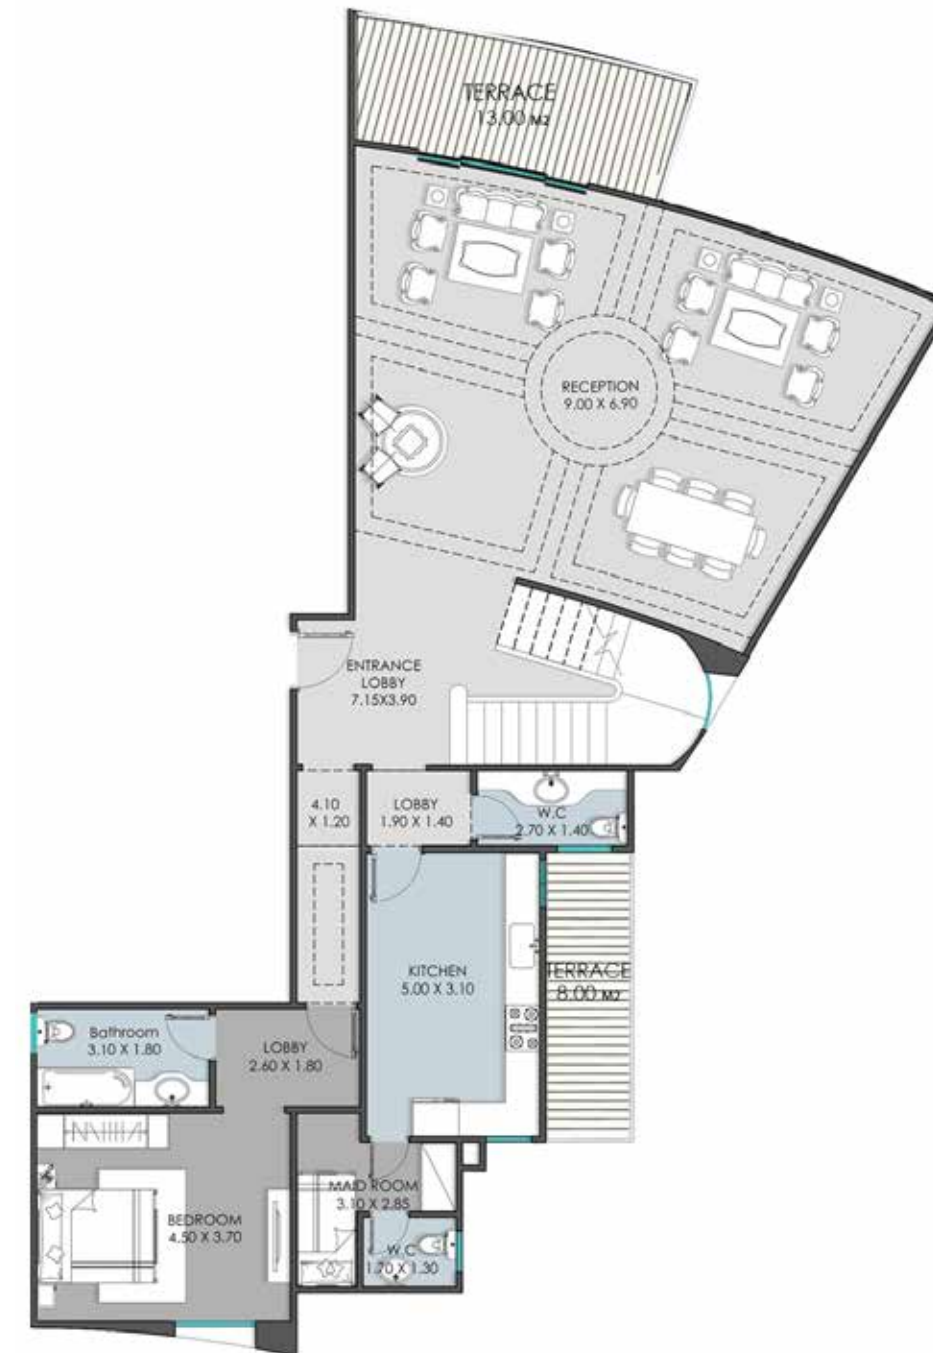 TERRACE
13.00 M2
RECEPTION
9.00 X 6.90
ENTRANCE
LOBBY
7.15X3.90
4.10
X 1.20
LOBBY
1.90 X 1.40
W.C
2.70 X 1.40
KITCHEN
5.00 X 3.10
TERRACE
8.00 M2
Bathroom
3.10 X 1.80
LOBBY
2.60 X 1.80
MAID ROOM
3.10 X 2.85
BEDROOM
4.50 X 3.70
W.C
1.70 X 1.30